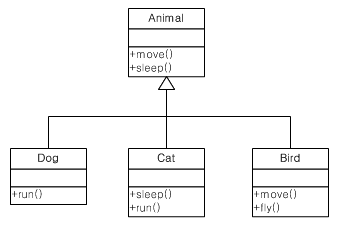 Animal
+move()
+sleep()
Dog
+run()
Cat
+sleep()
+run()
Bird
+move()
+fly()